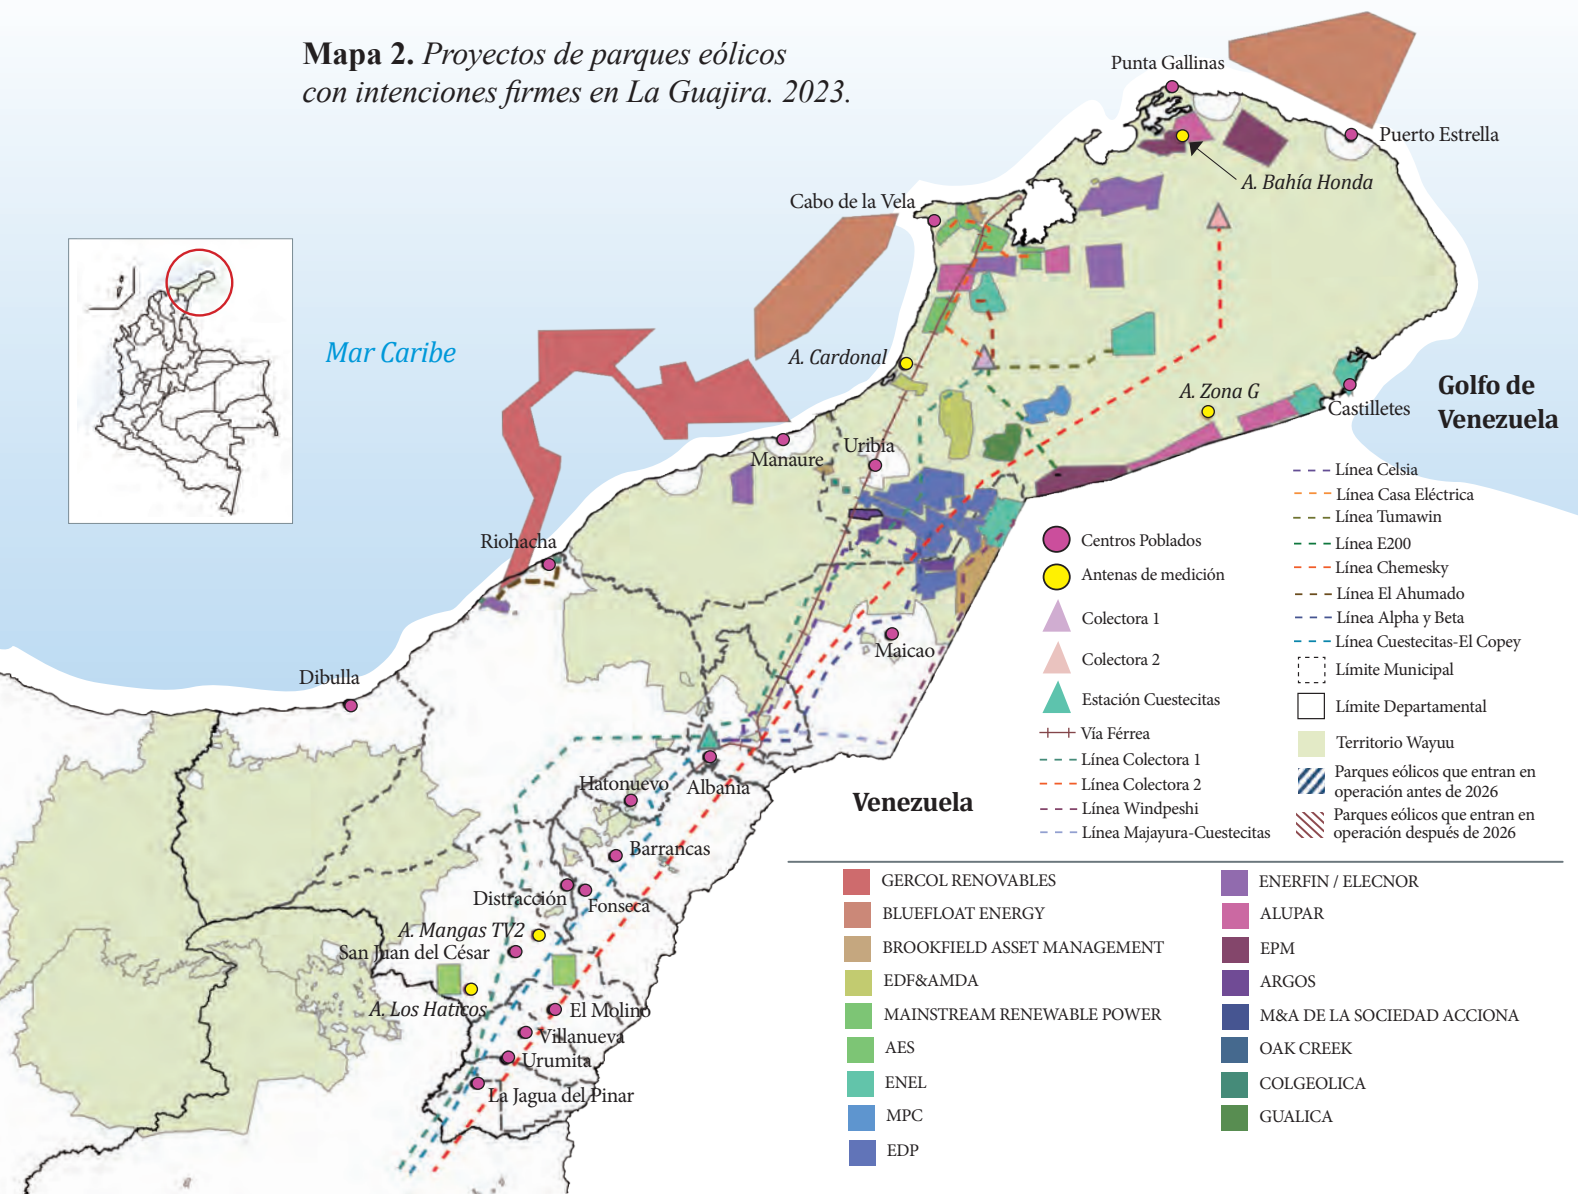 Mapa 2. Proyectos de parques eólicos
con intenciones firmes en La Guajira. 2023.
Punta Gallinas
Puerto Estrella
A. Bahía Honda
Cabo de la Vela
Mar Caribe
A. Cardonal
A. Zona G
Golfo de
Venezuela
Castilletes
Manaure
Uribia
Riohacha
Maicao
Dibulla
Hatonuevo
Albania
Venezuela
Barrancas
Distracción
Fonseca
A. Mangas TV2
San Juan del César
A. Los Haticos
El Molino
Villanueva
Urumita
La Jagua del Pinar
Centros Poblados
Antenas de medición
Colectora 1
Colectora 2
Estación Cuestecitas
Vía Férrea
Línea Colectora 1
Línea Colectora 2
Línea Windpeshi
Línea Majayura-Cuestecitas
Línea Celsia
Línea Casa Eléctrica
Línea Tumawin
Línea E200
Línea Chemesky
Línea El Ahumado
Línea Alpha y Beta
Línea Cuestecitas-El Copey
Límite Municipal
Límite Departamental
Territorio Wayuu
Parques eólicos que entran en
operación antes de 2026
Parques eólicos que entran en
operación después de 2026
GERCOL RENOVABLES
BLUEFLOAT ENERGY
BROOKFIELD ASSET MANAGEMENT
EDF&AMDA
MAINSTREAM RENEWABLE POWER
AES
ENEL
MPC
EDP
ENERFIN / ELECNOR
ALUPAR
EPM
ARGOS
M&A DE LA SOCIEDAD ACCIONA
OAK CREEK
COLGEOLICA
GUALICA